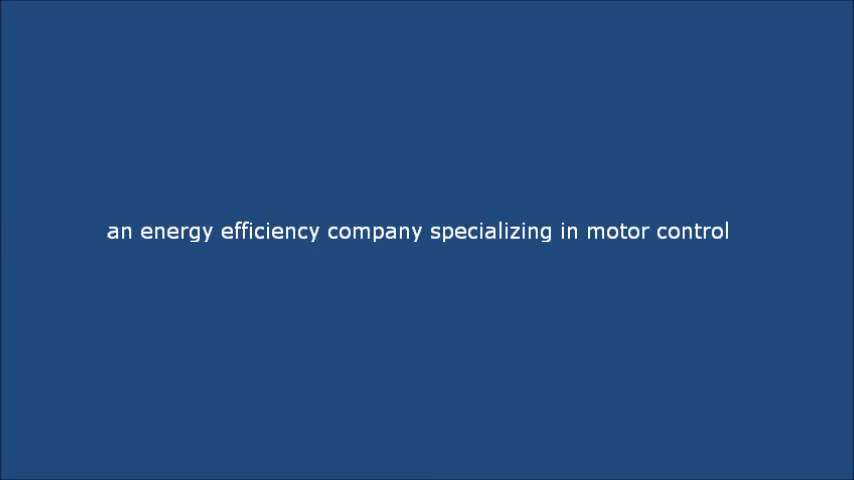 an energy efficiency company specializing in motor control